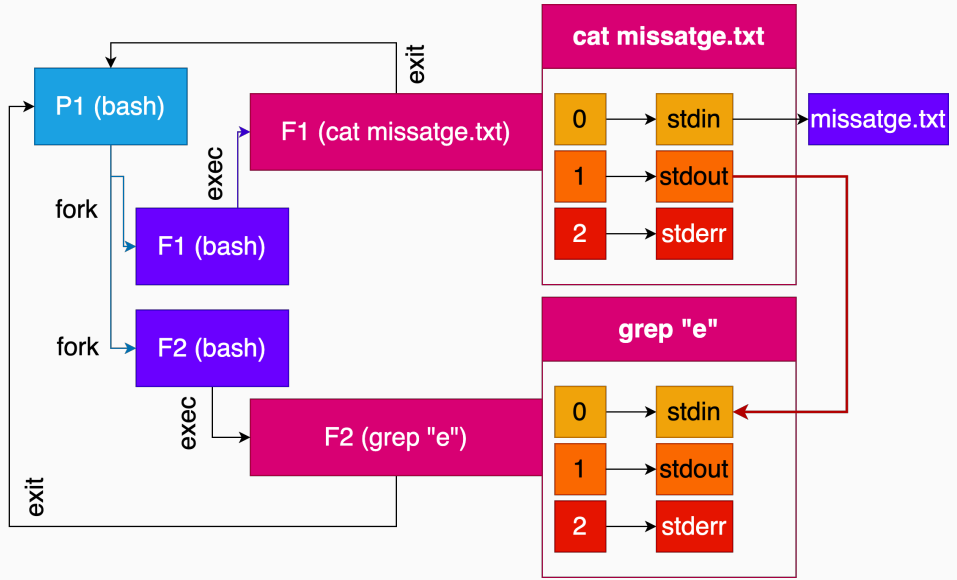 cat missatge.txt
exit
P1 (bash)
F1 (cat missatge.txt)
0
stdin
missatge.txt
exec
1
stdout
fork
F1 (bash)
2
stderr
fork
F2 (bash)
grep "e"
exec
F2 (grep "e")
0
stdin
1
stdout
exit
2
stderr